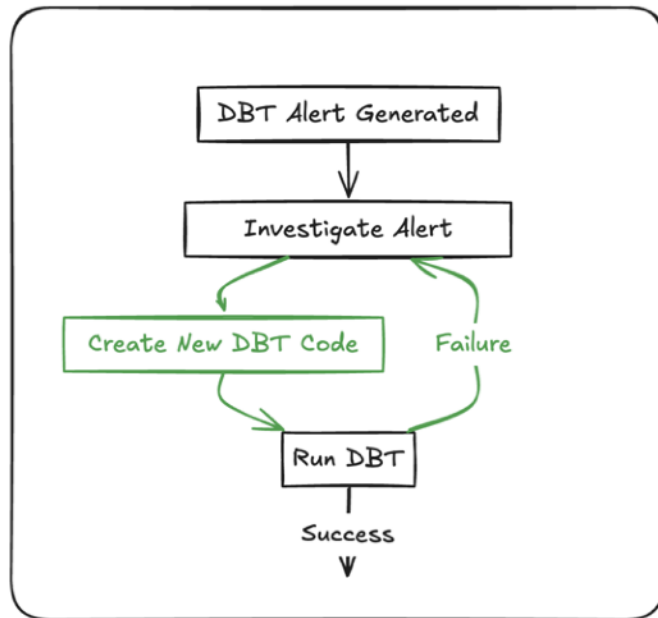 DBT Alert Generated
Investigate Alert
Create New DBT Code
Failure
Run DBT
Success